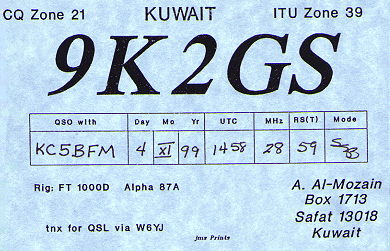 CQ Zone 21 KUWAIT ITU Zone 39
9K2GS
QSO with Day Mo Yr UTC MHz RS(T) Mode
KC5BFM 4 XI 99 1458 28 59 SSB
Rig: FT 1000D Alpha 87A
A. Al-Mozain
Box 1713
Safat 13018
Kuwait
tnx for QSL via W6YJ
jms Prints